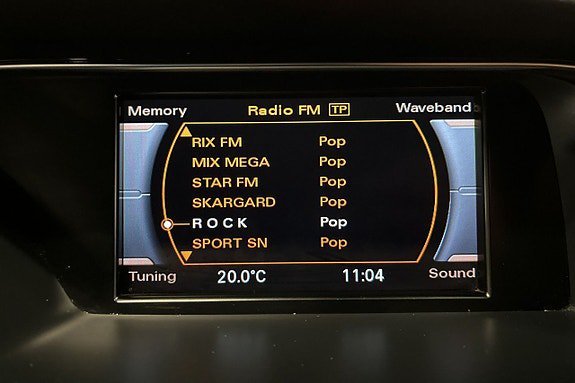 Memory Radio FM TP Waveband
RIX FM Pop
MIX MEGA Pop
STAR FM Pop
SKARGARD Pop
R O C K Pop
SPORT SN Pop
Tuning 20.0°C 11:04 Sound